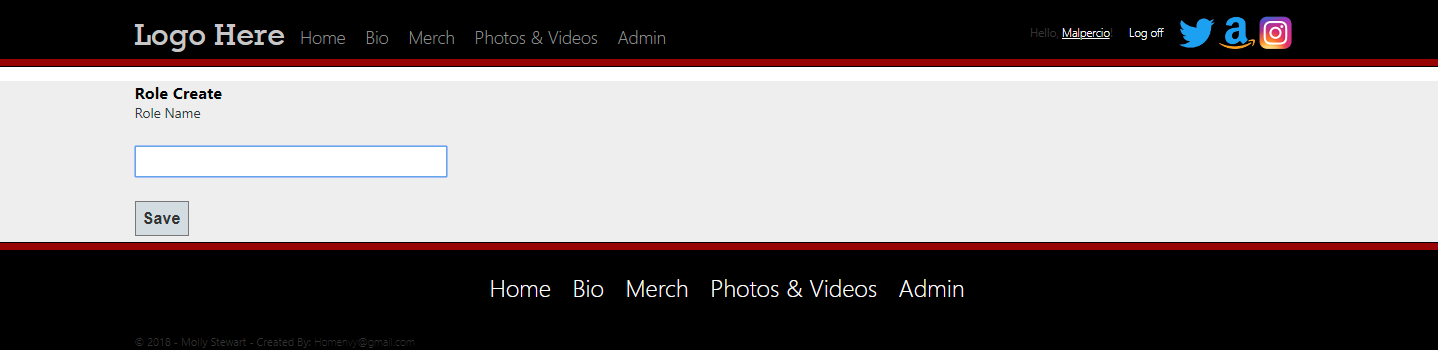 Logo Here Home Bio Merch Photos & Videos Admin Hello, Malpercio! Log off
Role Create
Role Name
Save
Home Bio Merch Photos & Videos Admin
© 2018 - Molly Stewart - Created By: Homenvy@gmail.com